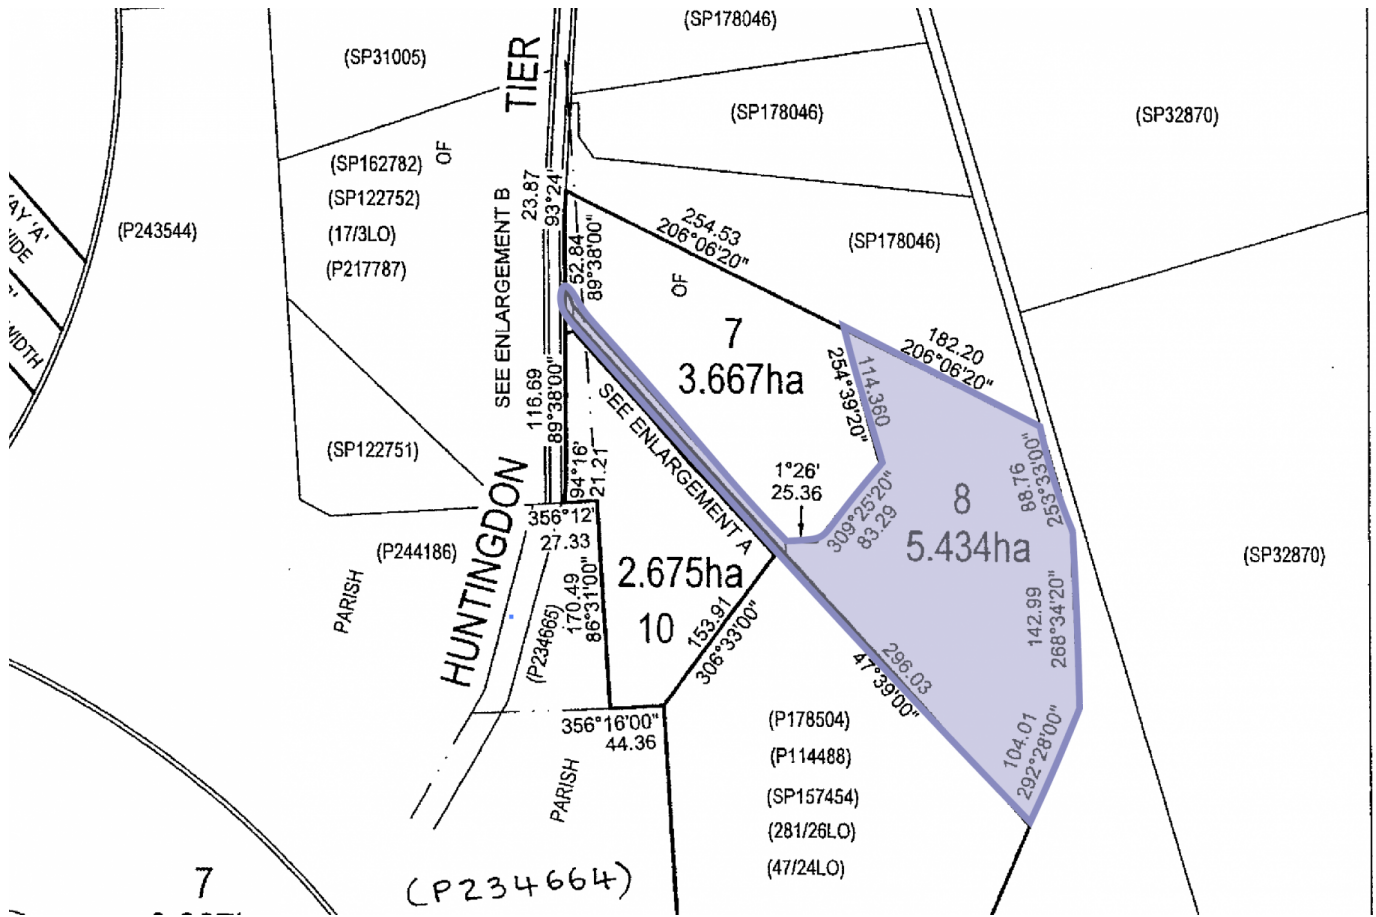 (SP178046)
(SP31005)
TIER
(SP178046)
(SP32870)
(SP162782)
OF
(SP122752)
(17/3LO)
(P217787)
(P243544)
AY 'A'
WIDTH
SEE ENLARGEMENT B
23.87
93°24'
52.84
89°38'00"
254.53
206°06'20"
(SP178046)
OF
7
3.667ha
182.20
206°06'20"
114.360
254°39'20"
116.69
89°38'00"
SEE ENLARGEMENT A
(SP122751)
94°16'
21.21
1°26'
25.36
309°25'20"
83.29
8
5.434ha
88.76
253°33'00"
(SP32870)
HUNTINGDON
356°12'
27.33
(P244186)
PARISH
2.675ha
10
170.49
86°31'00"
(P234665)
153.91
306°33'00"
142.99
268°34'20"
296.03
47°39'00"
104.01
292°28'00"
356°16'00"
44.36
PARISH
(P178504)
(P114488)
(SP157454)
(281/26LO)
(47/24LO)
7
(P234664)